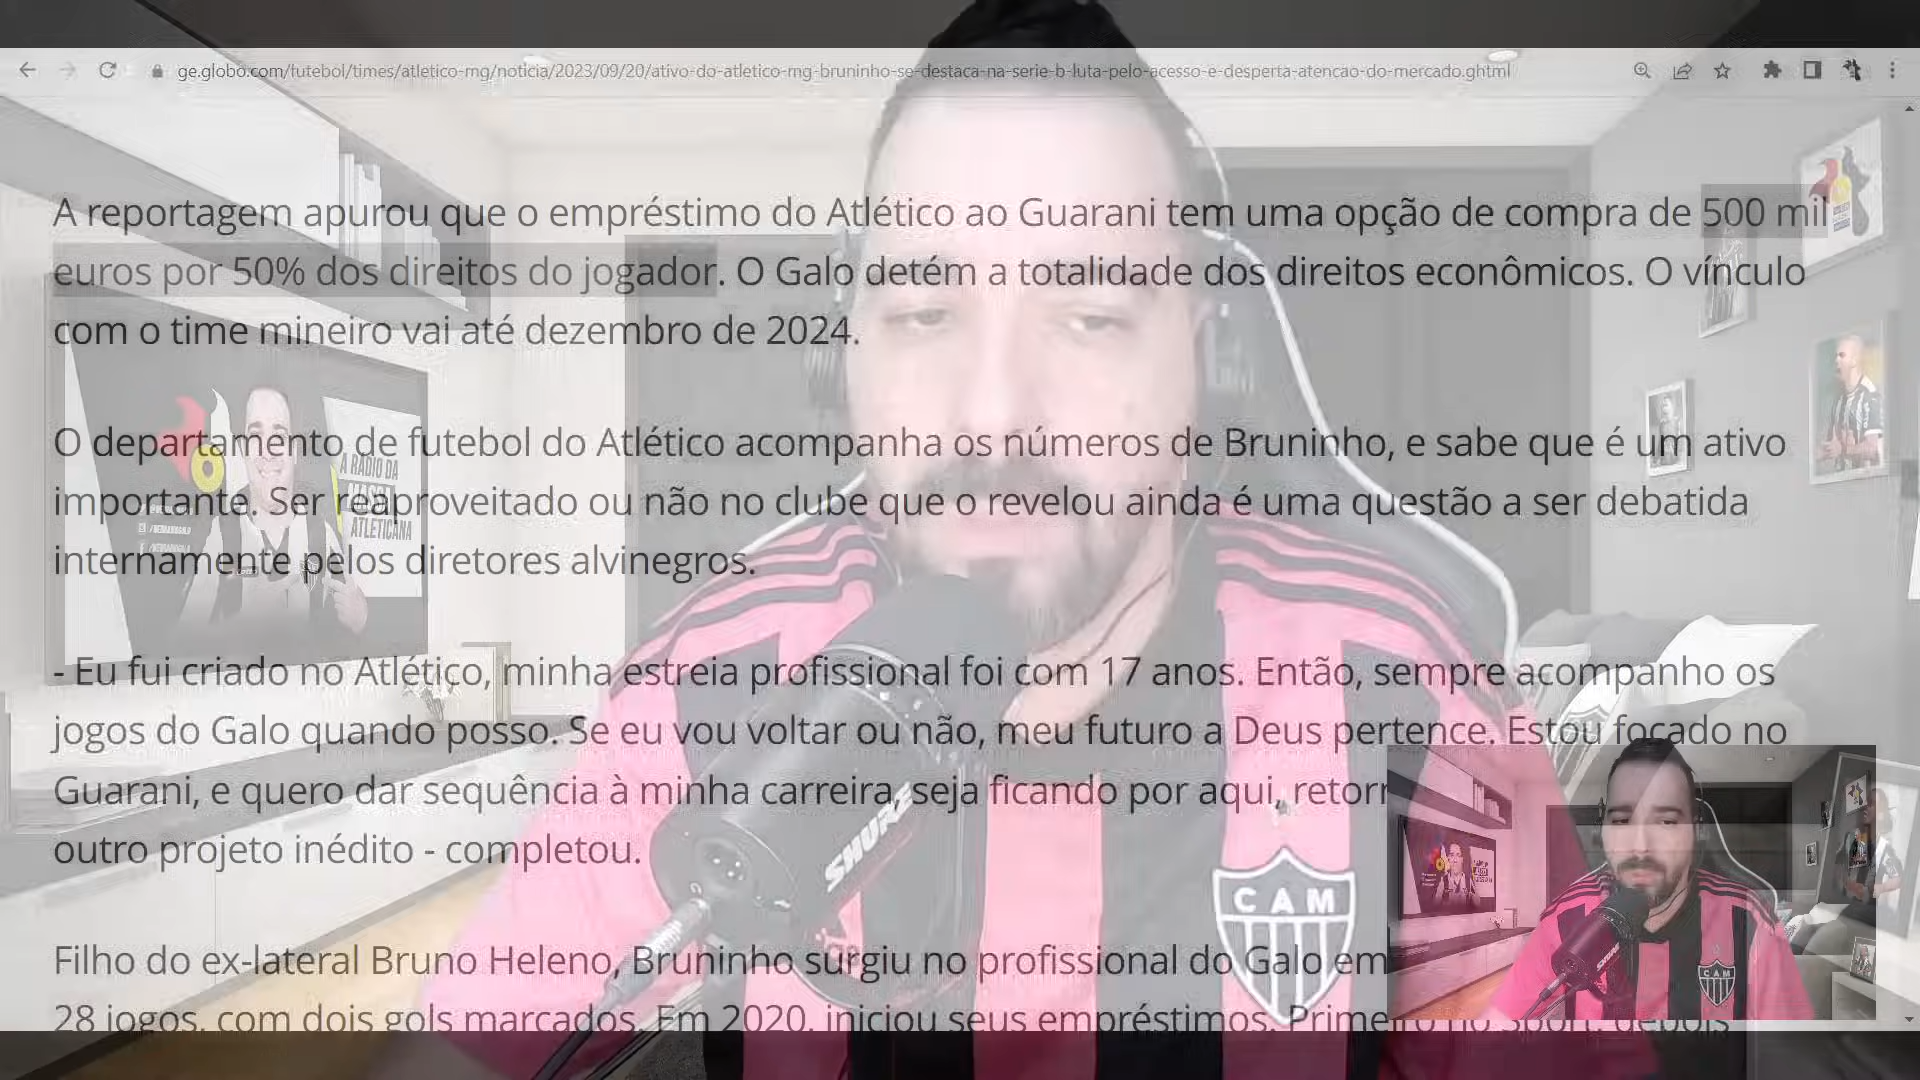 ge.globo.com/futebol/times/atletico-mg/noticia/2023/09/20/ativo-do-atletico-mg-bruninho-se-destaca-na-serie-b-luta-pelo-acesso-e-desperta-atencao-do-mercado.ghtml
A reportagem apurou que o empréstimo do Atlético ao Guarani tem uma opção de compra de 500 mil
euros por 50% dos direitos do jogador. O Galo detém a totalidade dos direitos econômicos. O vínculo
com o time mineiro vai até dezembro de 2024.
O departamento de futebol do Atlético acompanha os números de Bruninho, e sabe que é um ativo
importante. Ser reaproveitado ou não no clube que o revelou ainda é uma questão a ser debatida
internamente pelos diretores alvinegros.
- Eu fui criado no Atlético, minha estreia profissional foi com 17 anos. Então, sempre acompanho os
jogos do Galo quando posso. Se eu vou voltar ou não, meu futuro a Deus pertence. Estou focado no
Guarani, e quero dar sequência à minha carreira, seja ficando por aqui, retorn
outro projeto inédito - completou.
Filho do ex-lateral Bruno Heleno, Bruninho surgiu no profissional do Galo em
28 jogos, com dois gols marcados. Em 2020, iniciou seus empréstimos. Primeiro no Sport, depois
A RÁDIO DA
MASSA
ATLETICANA
SHURE
CAM
SHURE
CAM